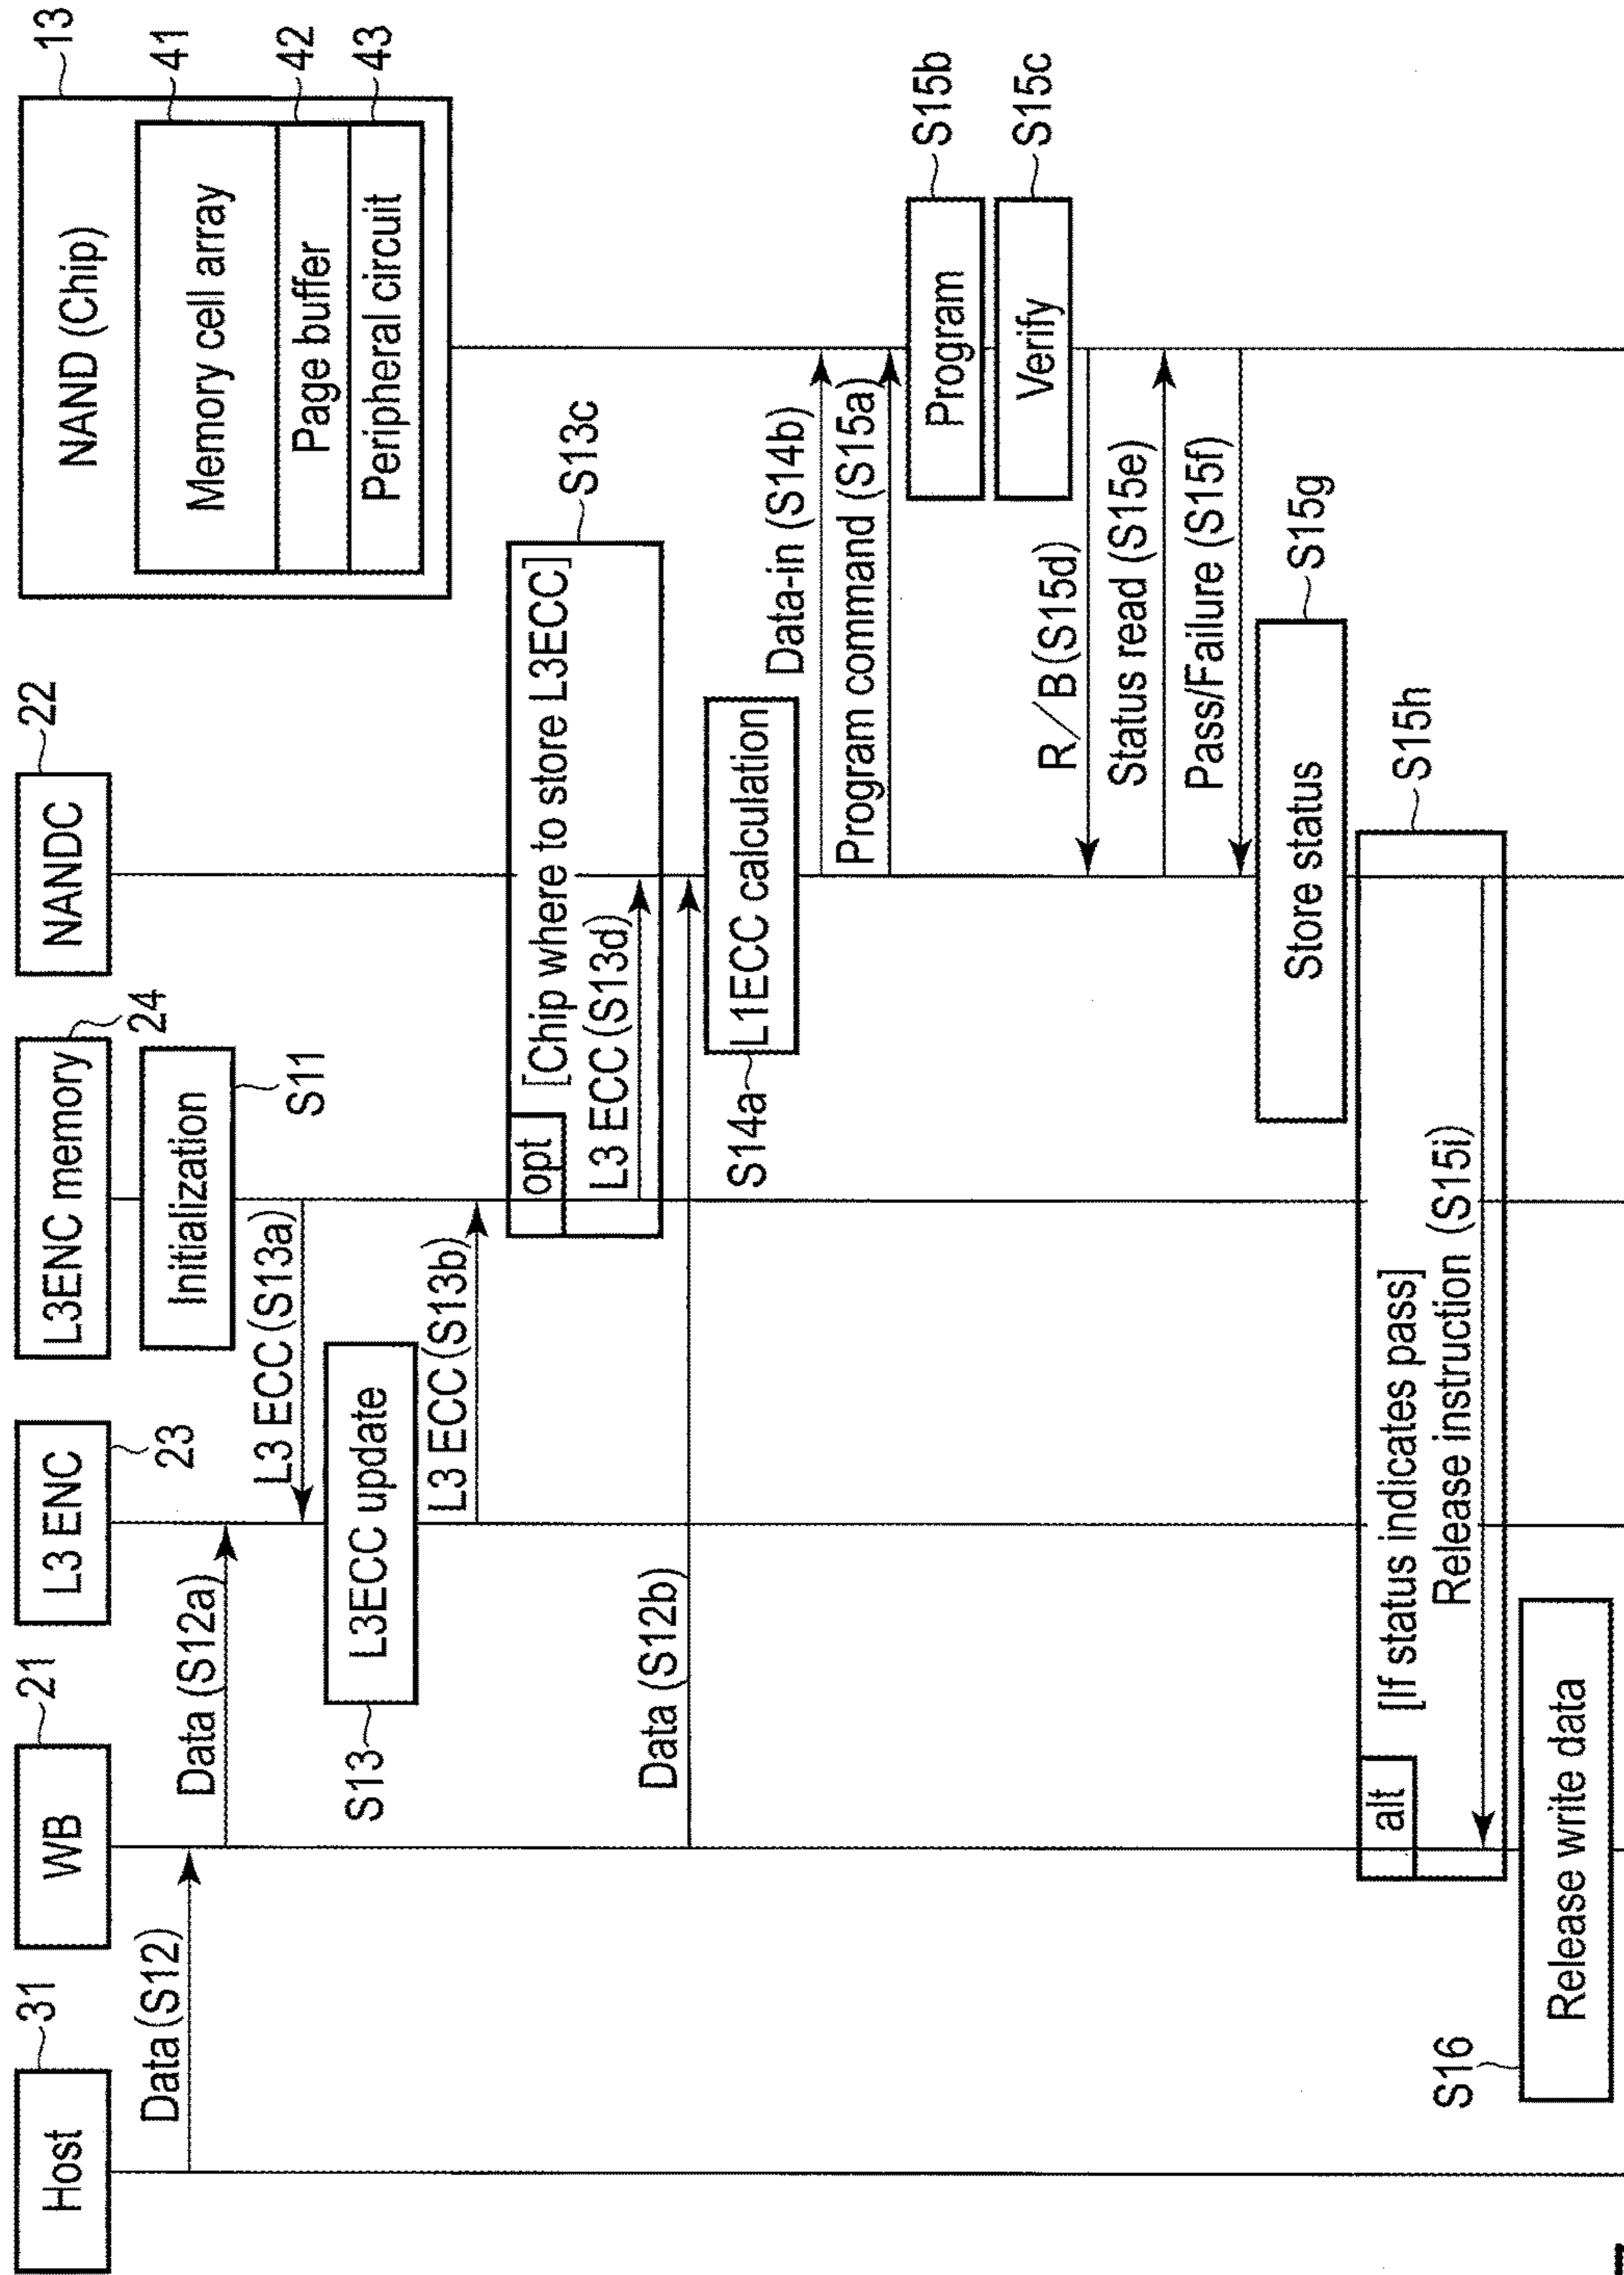 Host
31
WB
21
L3 ENC
23
L3ENC memory
24
NANDC
22
NAND (Chip)
13
Memory cell array
41
Page buffer
42
Peripheral circuit
43
Initialization
S11
Data (S12)
Data (S12a)
L3 ECC (S13a)
L3ECC update
S13
L3 ECC (S13b)
opt
[Chip where to store L3ECC]
S13c
L3 ECC (S13d)
Data (S12b)
L1ECC calculation
S14a
Data-in (S14b)
Program command (S15a)
Program
S15b
Verify
S15c
R/B (S15d)
Status read (S15e)
Pass/Failure (S15f)
Store status
S15g
alt
[If status indicates pass]
S15h
Release instruction (S15i)
Release write data
S16